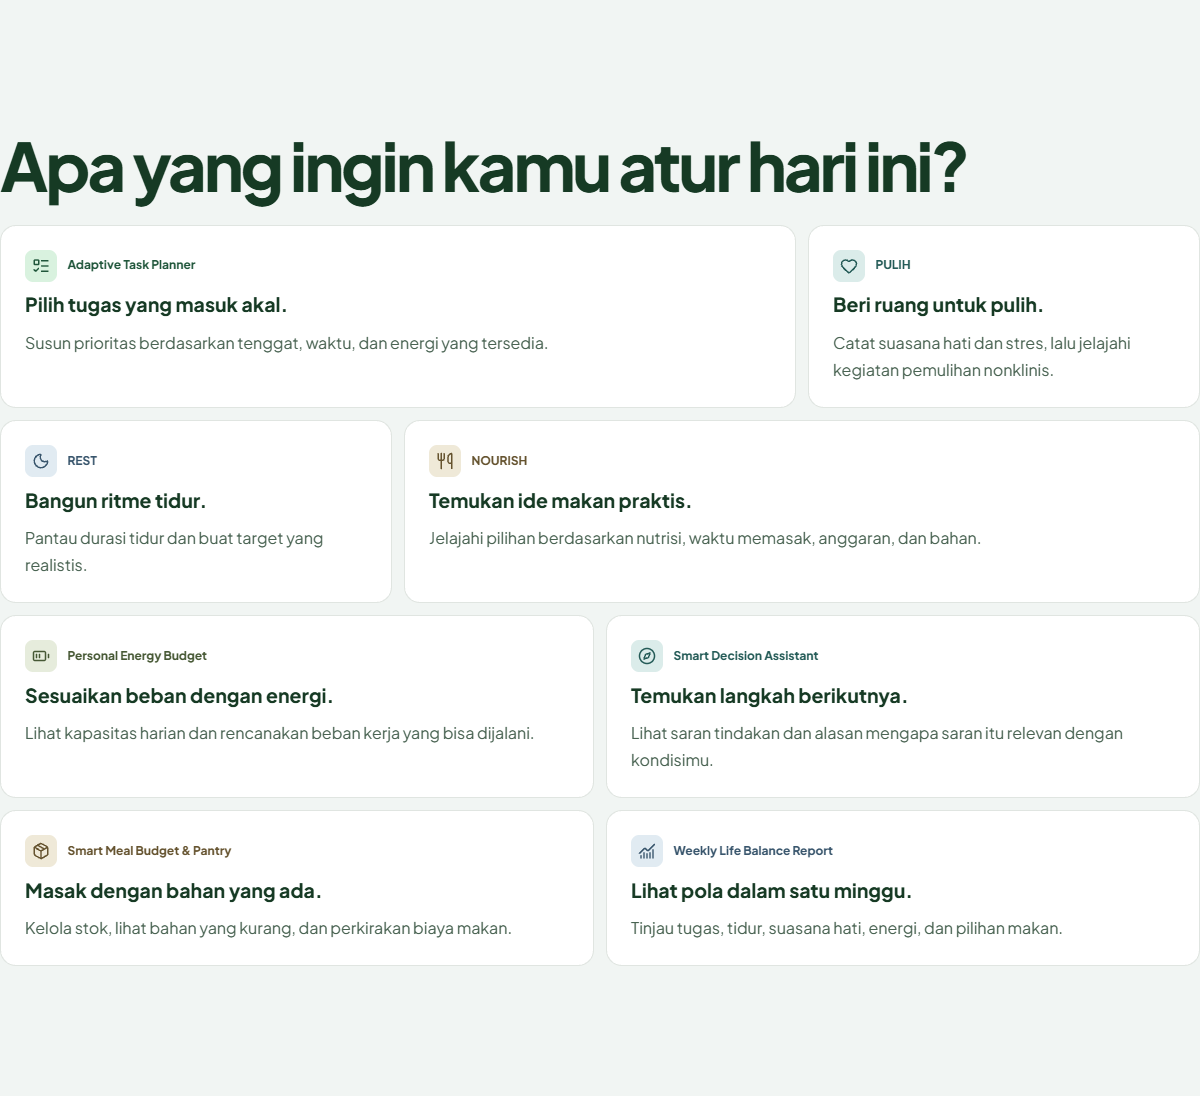 Apa yang ingin kamu atur hari ini?
Adaptive Task Planner
Pilih tugas yang masuk akal.
Susun prioritas berdasarkan tenggat, waktu, dan energi yang tersedia.
PULIH
Beri ruang untuk pulih.
Catat suasana hati dan stres, lalu jelajahi
kegiatan pemulihan nonklinis.
REST
Bangun ritme tidur.
Pantau durasi tidur dan buat target yang
realistis.
NOURISH
Temukan ide makan praktis.
Jelajahi pilihan berdasarkan nutrisi, waktu memasak, anggaran, dan bahan.
Personal Energy Budget
Sesuaikan beban dengan energi.
Lihat kapasitas harian dan rencanakan beban kerja yang bisa dijalani.
Smart Decision Assistant
Temukan langkah berikutnya.
Lihat saran tindakan dan alasan mengapa saran itu relevan dengan
kondisimu.
Smart Meal Budget & Pantry
Masak dengan bahan yang ada.
Kelola stok, lihat bahan yang kurang, dan perkirakan biaya makan.
Weekly Life Balance Report
Lihat pola dalam satu minggu.
Tinjau tugas, tidur, suasana hati, energi, dan pilihan makan.